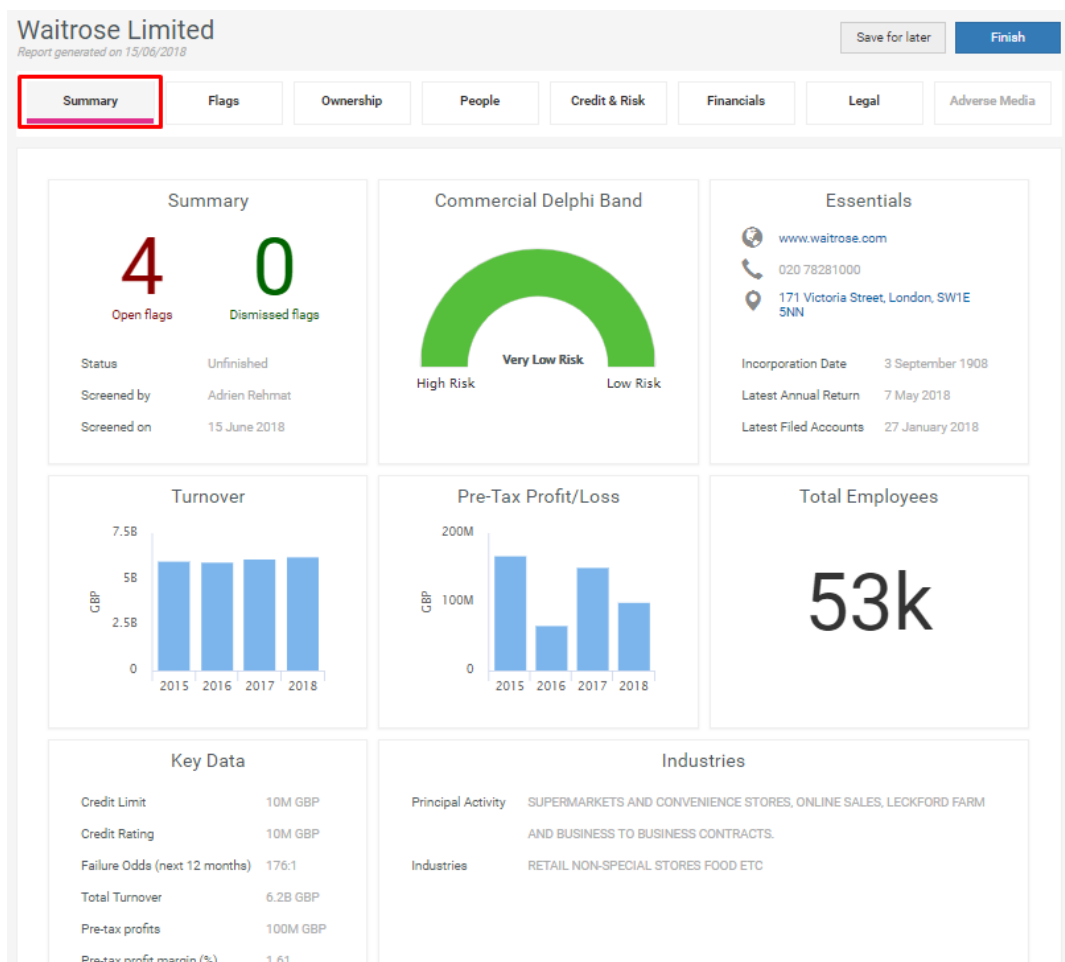 Waitrose Limited
Report generated on 15/06/2018
Save for later
Finish
Summary
Flags
Ownership
People
Credit & Risk
Financials
Legal
Adverse Media
Summary
4
0
Open flags
Dismissed flags
Status Unfinished
Screened by Adrien Rehmat
Screened on 15 June 2018
Commercial Delphi Band
Very Low Risk
High Risk
Low Risk
Essentials
www.waitrose.com
020 78281000
171 Victoria Street, London, SW1E
5NN
Incorporation Date 3 September 1908
Latest Annual Return 7 May 2018
Latest Filed Accounts 27 January 2018
Turnover
7.5B
5B
2.5B
0
GBP
2015 2016 2017 2018
Pre-Tax Profit/Loss
200M
100M
0
GBP
2015 2016 2017 2018
Total Employees
53k
Key Data
Credit Limit 10M GBP
Credit Rating 10M GBP
Failure Odds (next 12 months) 176:1
Total Turnover 6.2B GBP
Pre-tax profits 100M GBP
Pre-tax profit margin (%) 1.61
Industries
Principal Activity SUPERMARKETS AND CONVENIENCE STORES, ONLINE SALES, LECKFORD FARM
AND BUSINESS TO BUSINESS CONTRACTS.
Industries RETAIL NON-SPECIAL STORES FOOD ETC